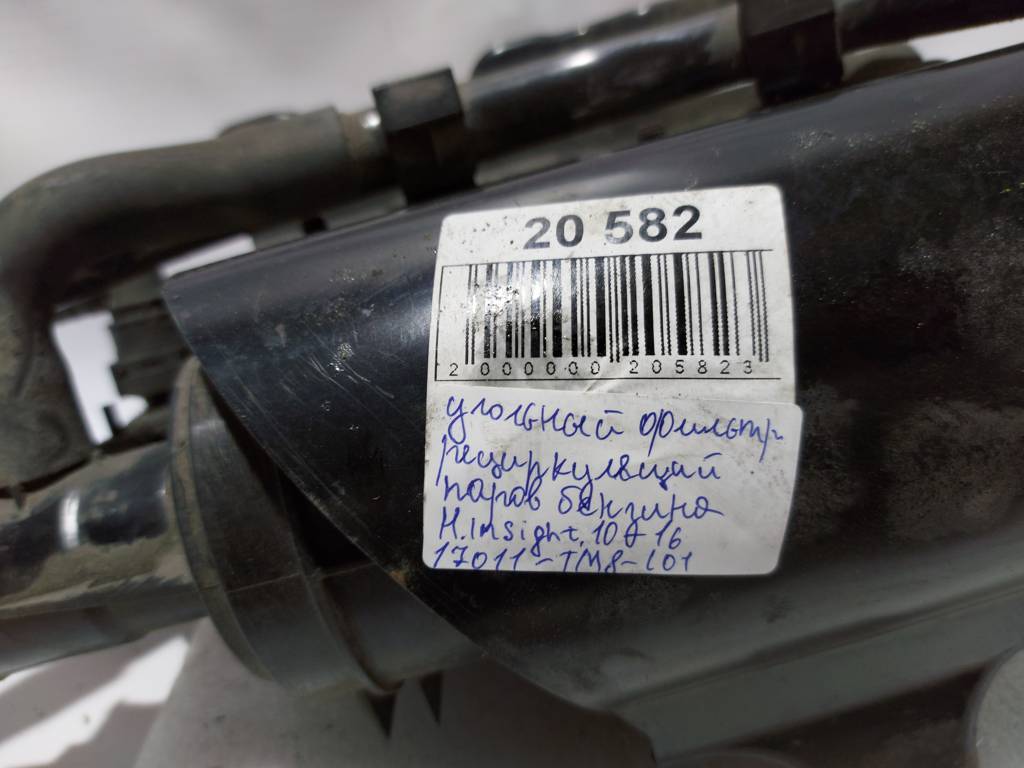 20 582
2 000000 205823
угольный фильтр
рециркуляции
паров бензина
H.Insight, 10-16
17011-TM8-L01